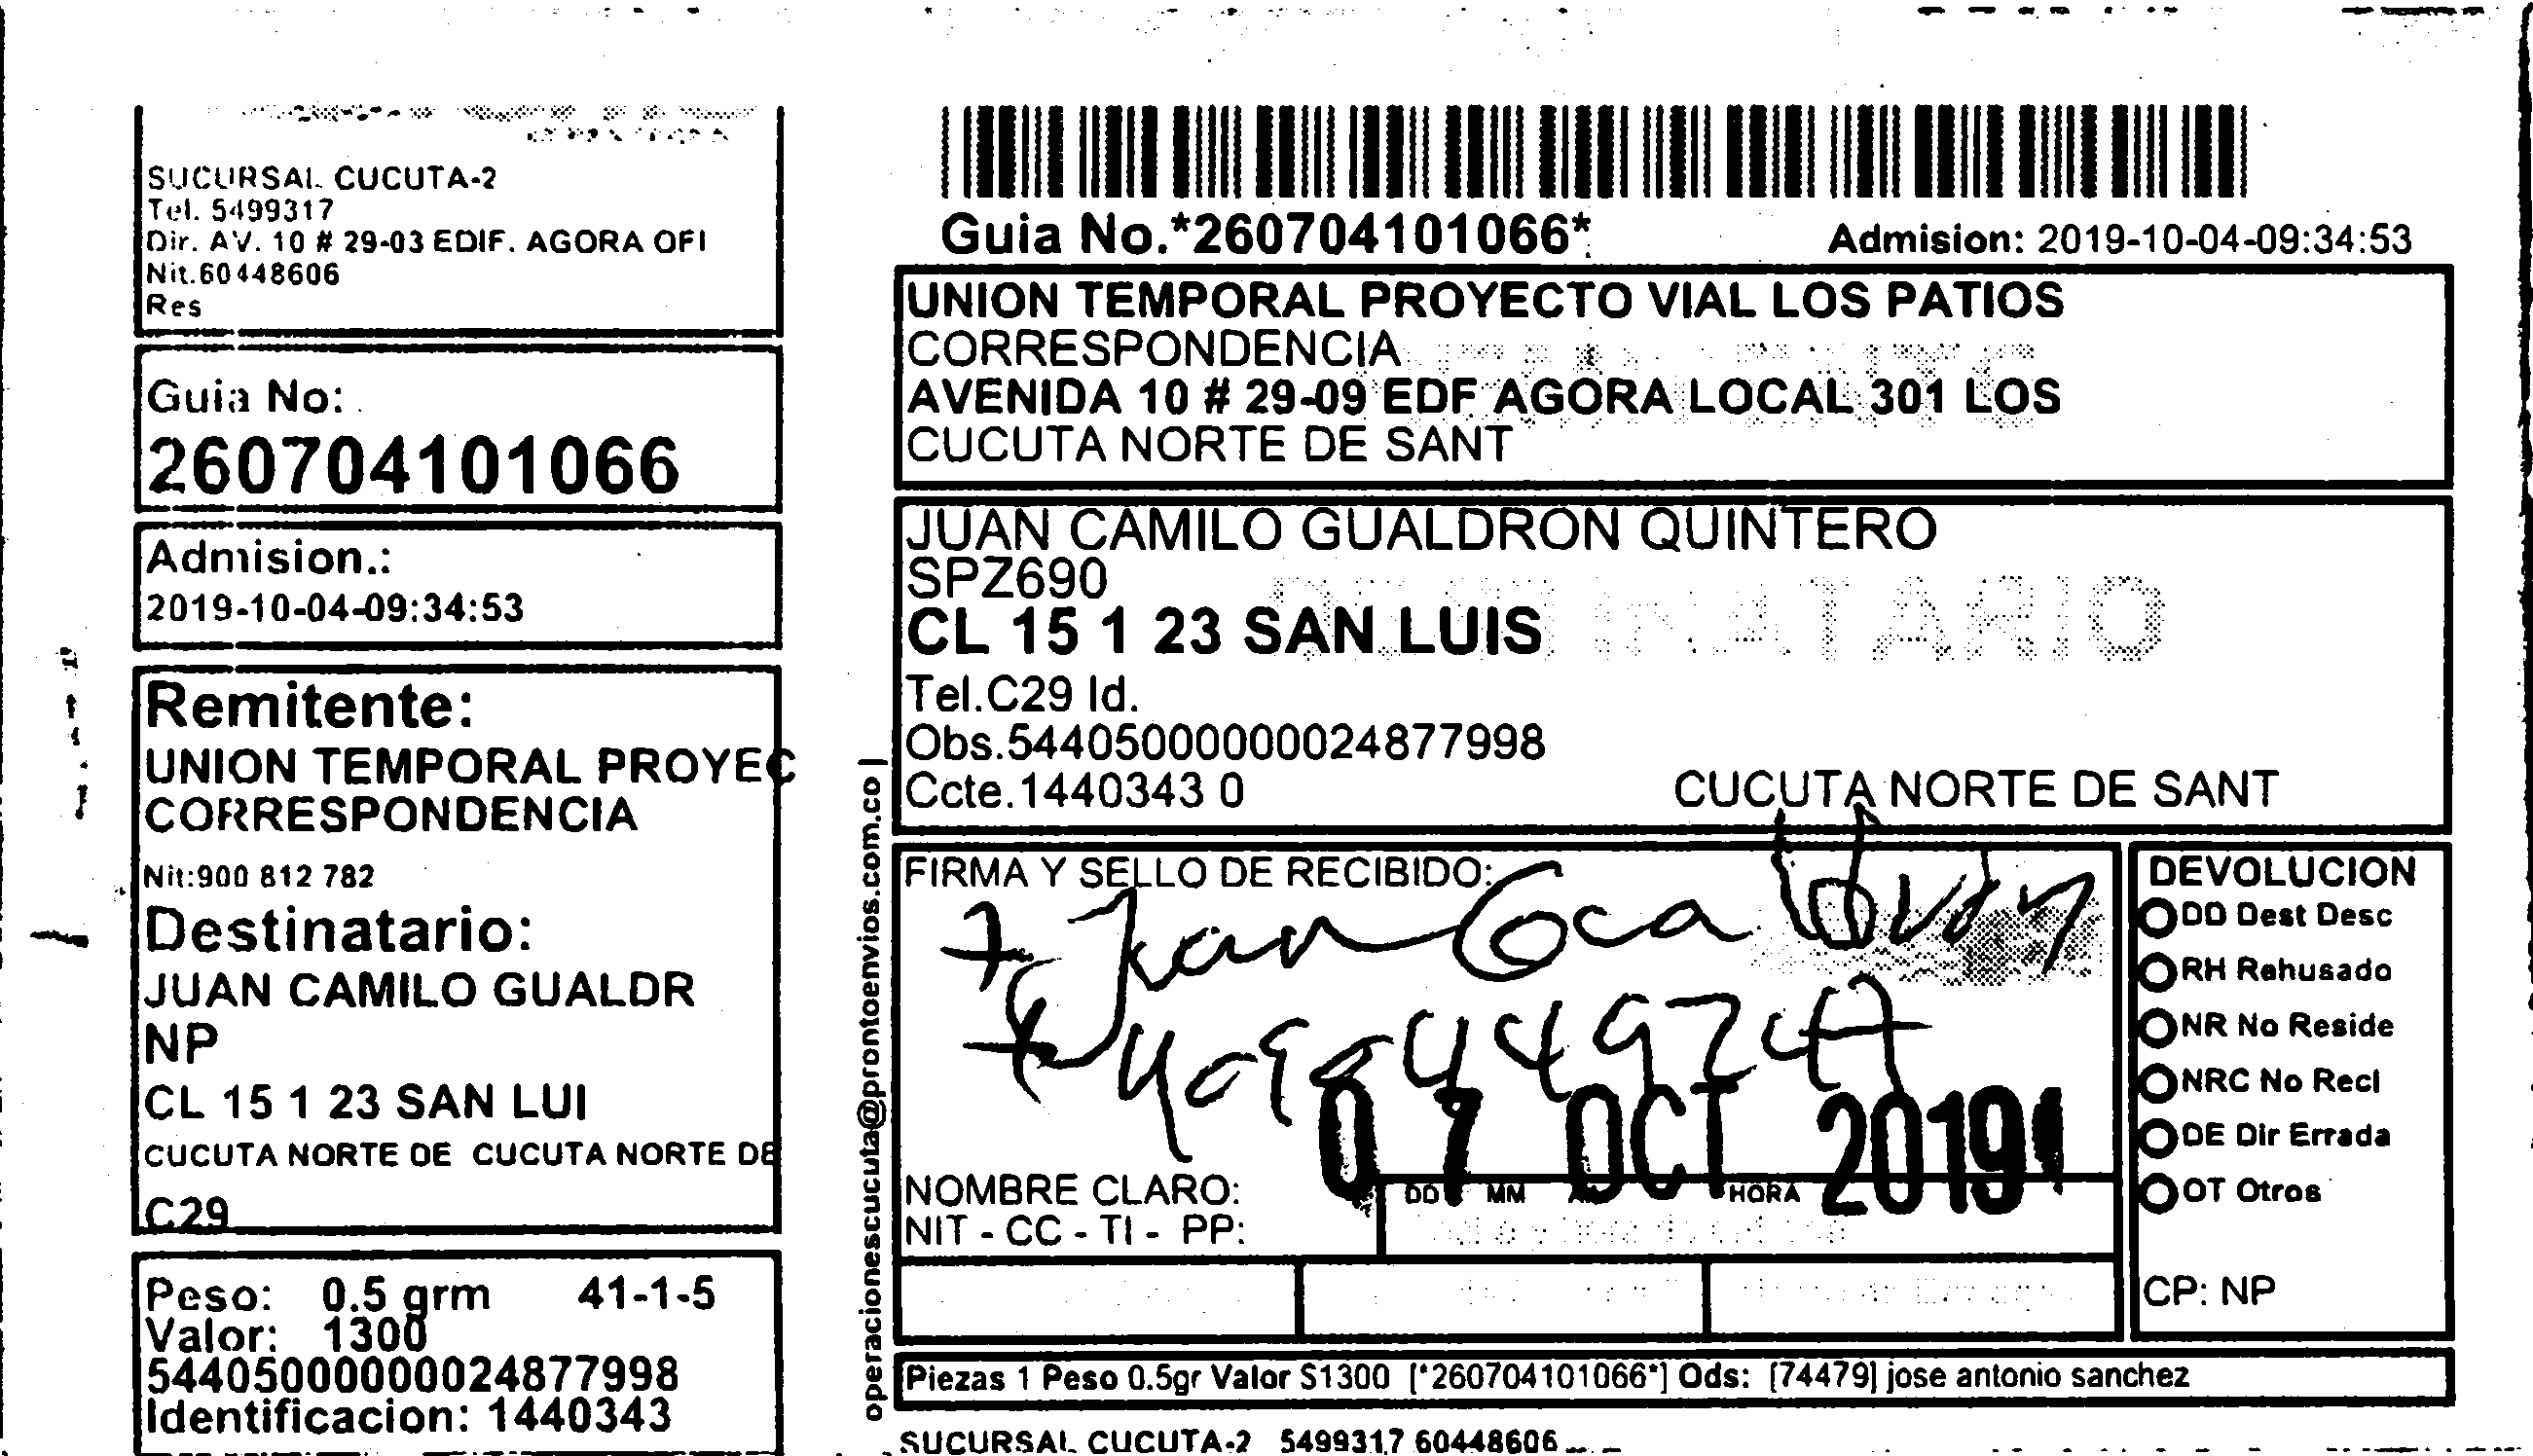 SUCURSAL CUCUTA-2
Tel. 5499317
Dir. AV. 10 # 29-03 EDIF. AGORA OFI
Nit.60448606
Res
Guia No:
260704101066
Admision.:
2019-10-04-09:34:53
Remitente:
UNION TEMPORAL PROYEC
CORRESPONDENCIA
Nit:900 812 782
Destinatario:
JUAN CAMILO GUALDR
NP
CL 15 1 23 SAN LUI
CUCUTA NORTE DE CUCUTA NORTE DE
C29
Peso: 0.5 grm 41-1-5
Valor: 1300
544050000000024877998
Identificacion: 1440343
operacionescucuta@prontoenvios.com.co |
Guia No.*260704101066*
Admision: 2019-10-04-09:34:53
UNION TEMPORAL PROYECTO VIAL LOS PATIOS
CORRESPONDENCIA
AVENIDA 10 # 29-09 EDF AGORA LOCAL 301 LOS
CUCUTA NORTE DE SANT
JUAN CAMILO GUALDRON QUINTERO
SPZ690
DESTINATARIO
CL 15 1 23 SAN LUIS
Tel.C29 Id.
Obs.544050000000024877998
Ccte.1440343 0
CUCUTA NORTE DE SANT
FIRMA Y SELLO DE RECIBIDO:
07 OCT 2019
NOMBRE CLARO:
DD MM HORA
NIT - CC - TI - PP:
DEVOLUCION
DD Dest Desc
RH Rehusado
NR No Reside
NRC No Recl
DE Dir Errada
OT Otros
CP: NP
Piezas 1 Peso 0.5gr Valor $1300 [*260704101066*] Ods: [74479] jose antonio sanchez
SUCURSAL CUCUTA-2 5499317 60448606